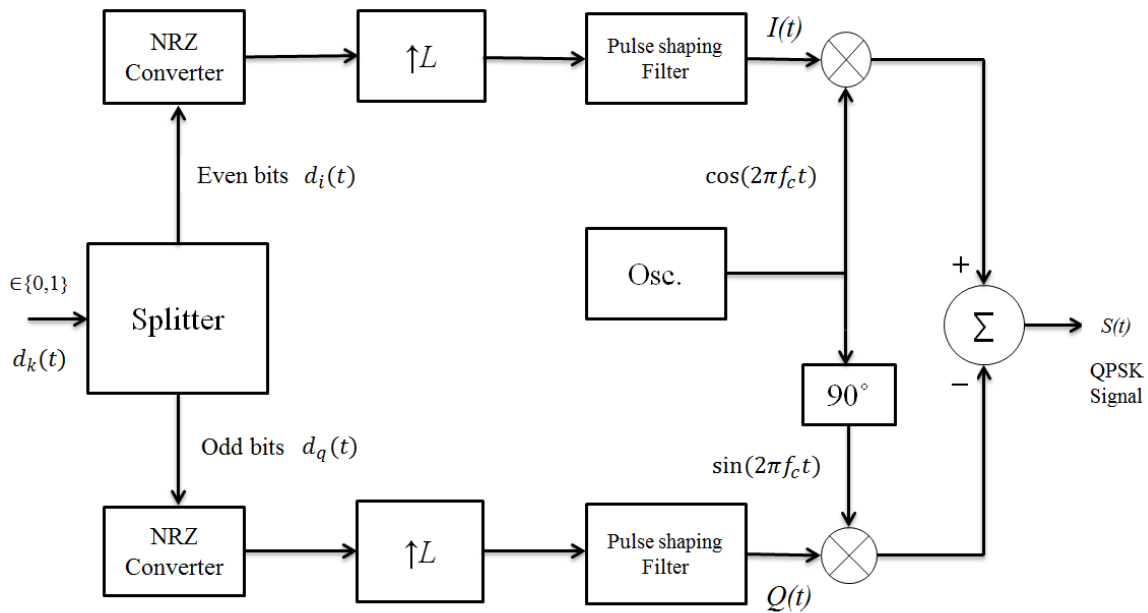 NRZ
Converter
↑L
Pulse shaping
Filter
I(t)
Even bits d_i(t)
cos(2πf_c t)
∈{0,1}
d_k(t)
Splitter
Osc.
+
Σ
−
S(t)
QPSK
Signal
90°
Odd bits d_q(t)
sin(2πf_c t)
NRZ
Converter
↑L
Pulse shaping
Filter
Q(t)